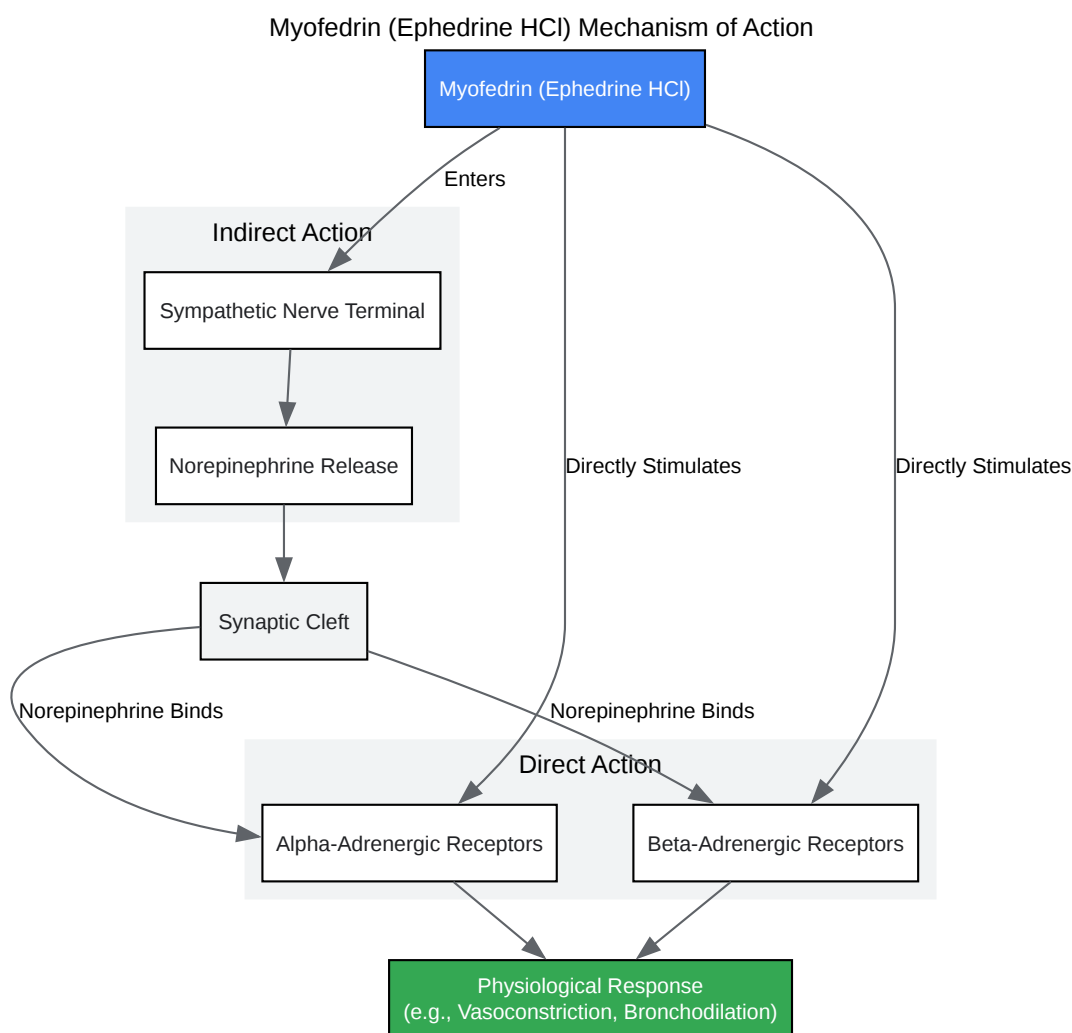 Myofedrin (Ephedrine HCl) Mechanism of Action
Myofedrin (Ephedrine HCl)
Enters
Indirect Action
Sympathetic Nerve Terminal
Norepinephrine Release
Directly Stimulates
Directly Stimulates
Synaptic Cleft
Norepinephrine Binds
Norepinephrine Binds
Direct Action
Alpha-Adrenergic Receptors
Beta-Adrenergic Receptors
Physiological Response
(e.g., Vasoconstriction, Bronchodilation)